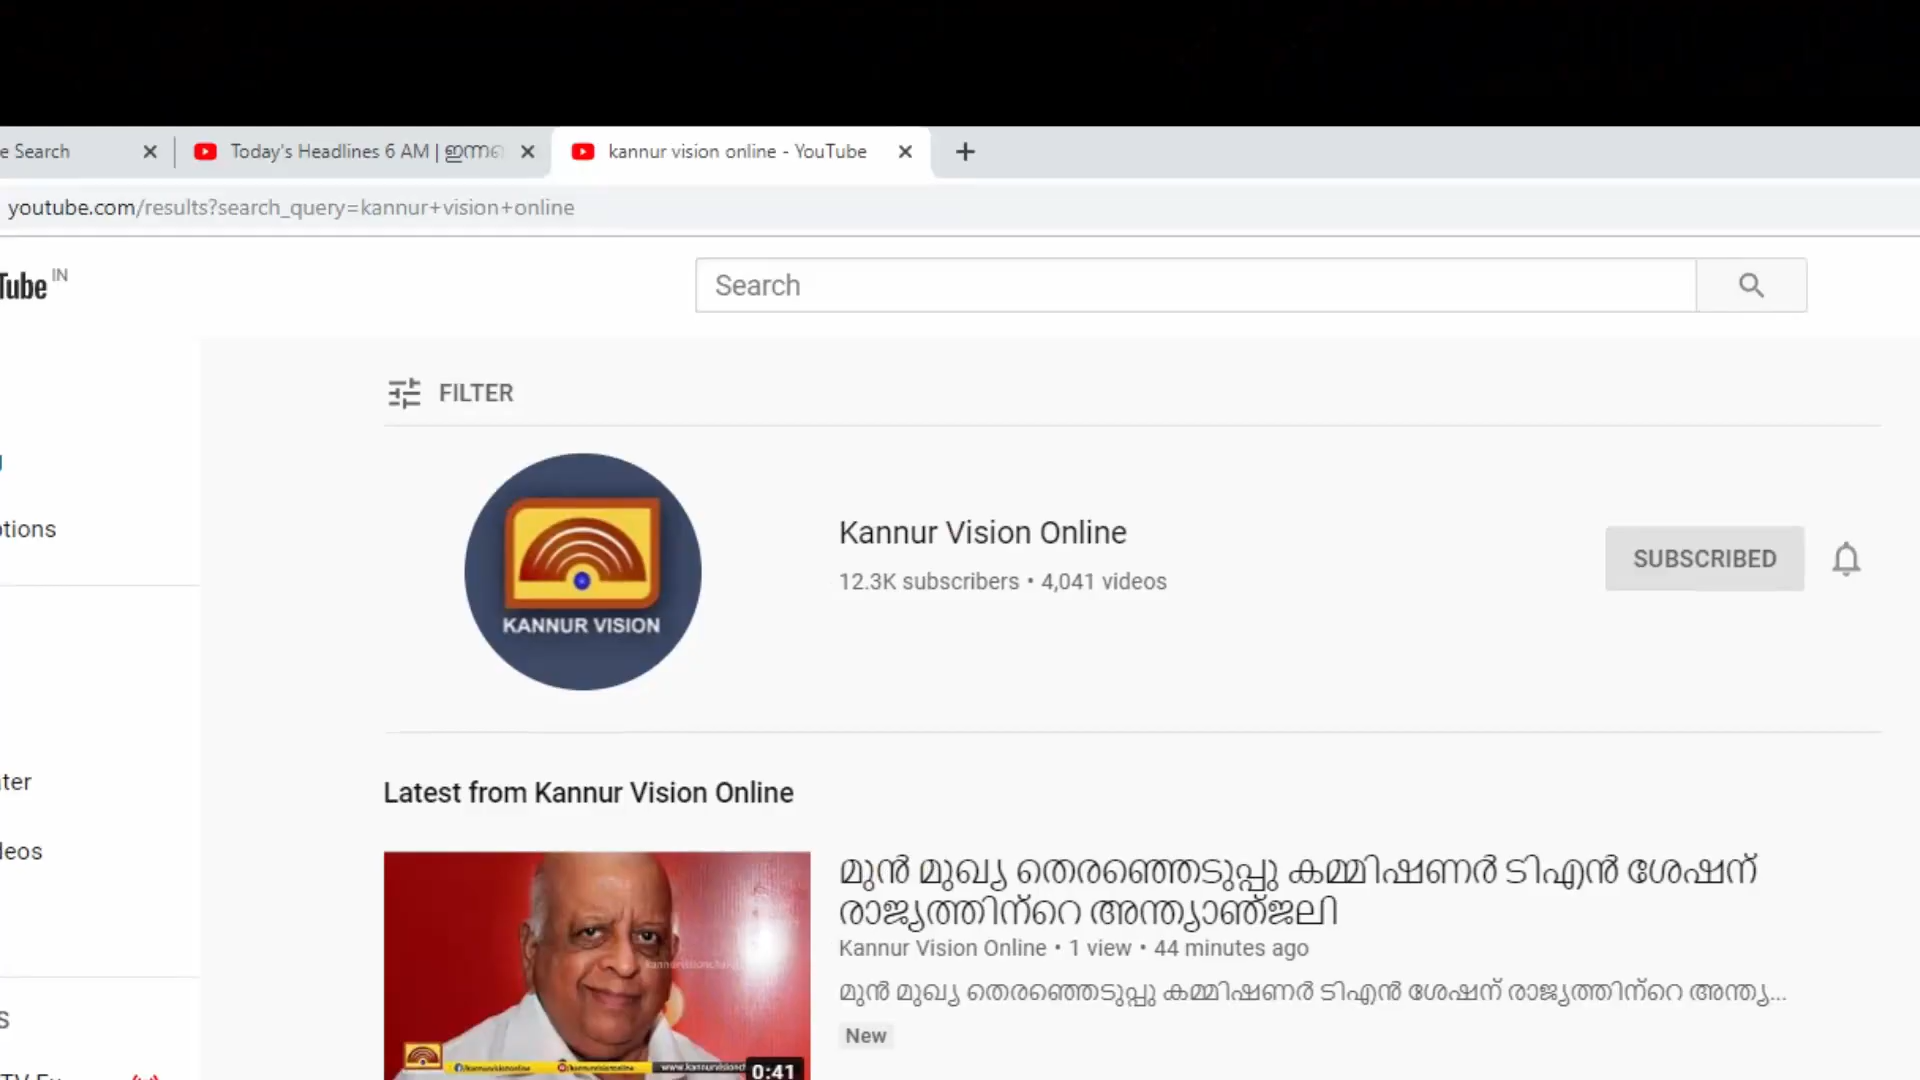 e Search
Today's Headlines 6 AM | ഇന്നത
kannur vision online - YouTube
youtube.com/results?search_query=kannur+vision+online
Tube IN
Search
FILTER
KANNUR VISION
Kannur Vision Online
12.3K subscribers • 4,041 videos
SUBSCRIBED
otions
ter
leos
S
Latest from Kannur Vision Online
മുൻ മുഖ്യ തെരഞ്ഞെടുപ്പു കമ്മിഷണർ ടിഎൻ ശേഷന്
രാജ്യത്തിന്റെ അന്ത്യാഞ്ജലി
Kannur Vision Online • 1 view • 44 minutes ago
മുൻ മുഖ്യ തെരഞ്ഞെടുപ്പു കമ്മിഷണർ ടിഎൻ ശേഷന് രാജ്യത്തിന്റെ അന്ത്യ...
New
0:41